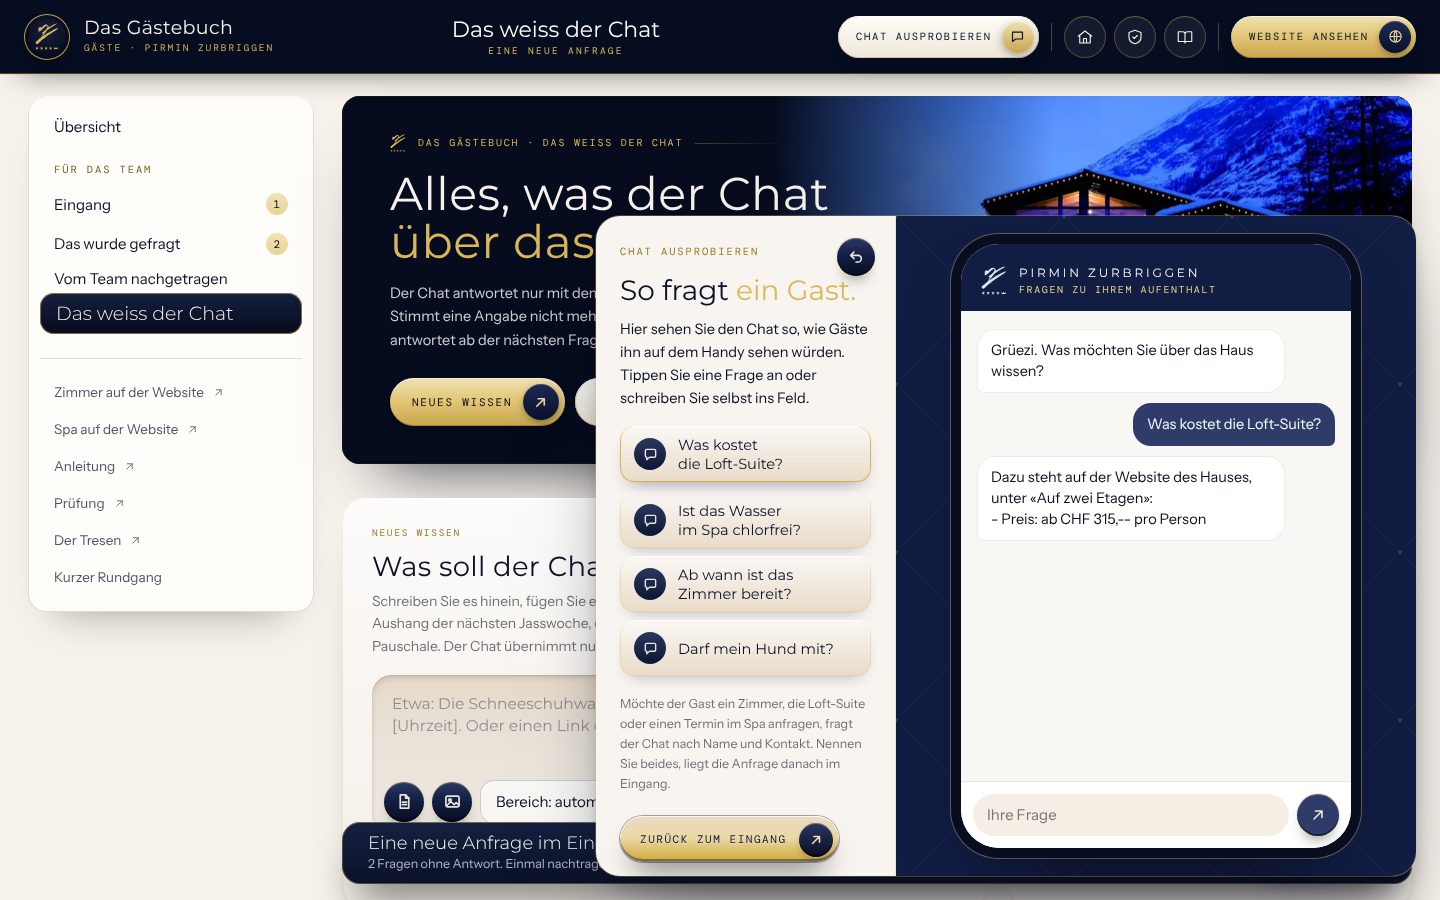 Das Gästebuch
GÄSTE · PIRMIN ZURBRIGGEN
Das weiss der Chat
EINE NEUE ANFRAGE
CHAT AUSPROBIEREN
WEBSITE ANSEHEN
Übersicht
FÜR DAS TEAM
Eingang 1
Das wurde gefragt 2
Vom Team nachgetragen
Das weiss der Chat
Zimmer auf der Website
Spa auf der Website
Anleitung
Prüfung
Der Tresen
Kurzer Rundgang
DAS GÄSTEBUCH · DAS WEISS DER CHAT
Alles, was der Chat
über das
Der Chat antwortet nur mit den
Stimmt eine Angabe nicht meh
antwortet ab der nächsten Frag
NEUES WISSEN
NEUES WISSEN
Was soll der Cha
Schreiben Sie es hinein, fügen Sie e
Aushang der nächsten Jasswoche,
Pauschale. Der Chat übernimmt nu
Etwa: Die Schneeschuhwa
[Uhrzeit]. Oder einen Link
Bereich: autom
Eine neue Anfrage im Ein
2 Fragen ohne Antwort. Einmal nachtrag
CHAT AUSPROBIEREN
So fragt ein Gast.
Hier sehen Sie den Chat so, wie Gäste
ihn auf dem Handy sehen würden.
Tippen Sie eine Frage an oder
schreiben Sie selbst ins Feld.
Was kostet
die Loft-Suite?
Ist das Wasser
im Spa chlorfrei?
Ab wann ist das
Zimmer bereit?
Darf mein Hund mit?
Möchte der Gast ein Zimmer, die Loft-Suite
oder einen Termin im Spa anfragen, fragt
der Chat nach Name und Kontakt. Nennen
Sie beides, liegt die Anfrage danach im
Eingang.
ZURÜCK ZUM EINGANG
PIRMIN ZURBRIGGEN
FRAGEN ZU IHREM AUFENTHALT
Grüezi. Was möchten Sie über das Haus
wissen?
Was kostet die Loft-Suite?
Dazu steht auf der Website des Hauses,
unter «Auf zwei Etagen»:
- Preis: ab CHF 315,-- pro Person
Ihre Frage